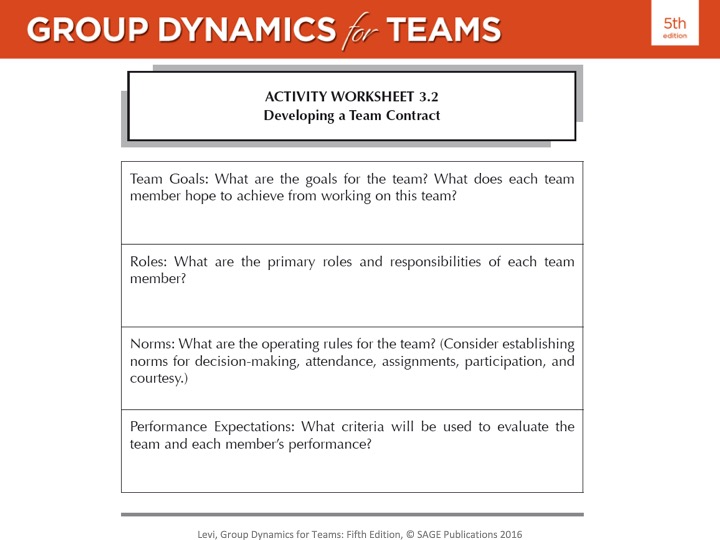 GROUP DYNAMICS for TEAMS
5th
edition
ACTIVITY WORKSHEET 3.2
Developing a Team Contract
Team Goals: What are the goals for the team? What does each team
member hope to achieve from working on this team?
Roles: What are the primary roles and responsibilities of each team
member?
Norms: What are the operating rules for the team? (Consider establishing
norms for decision-making, attendance, assignments, participation, and
courtesy.)
Performance Expectations: What criteria will be used to evaluate the
team and each member's performance?
Levi, Group Dynamics for Teams: Fifth Edition, © SAGE Publications 2016